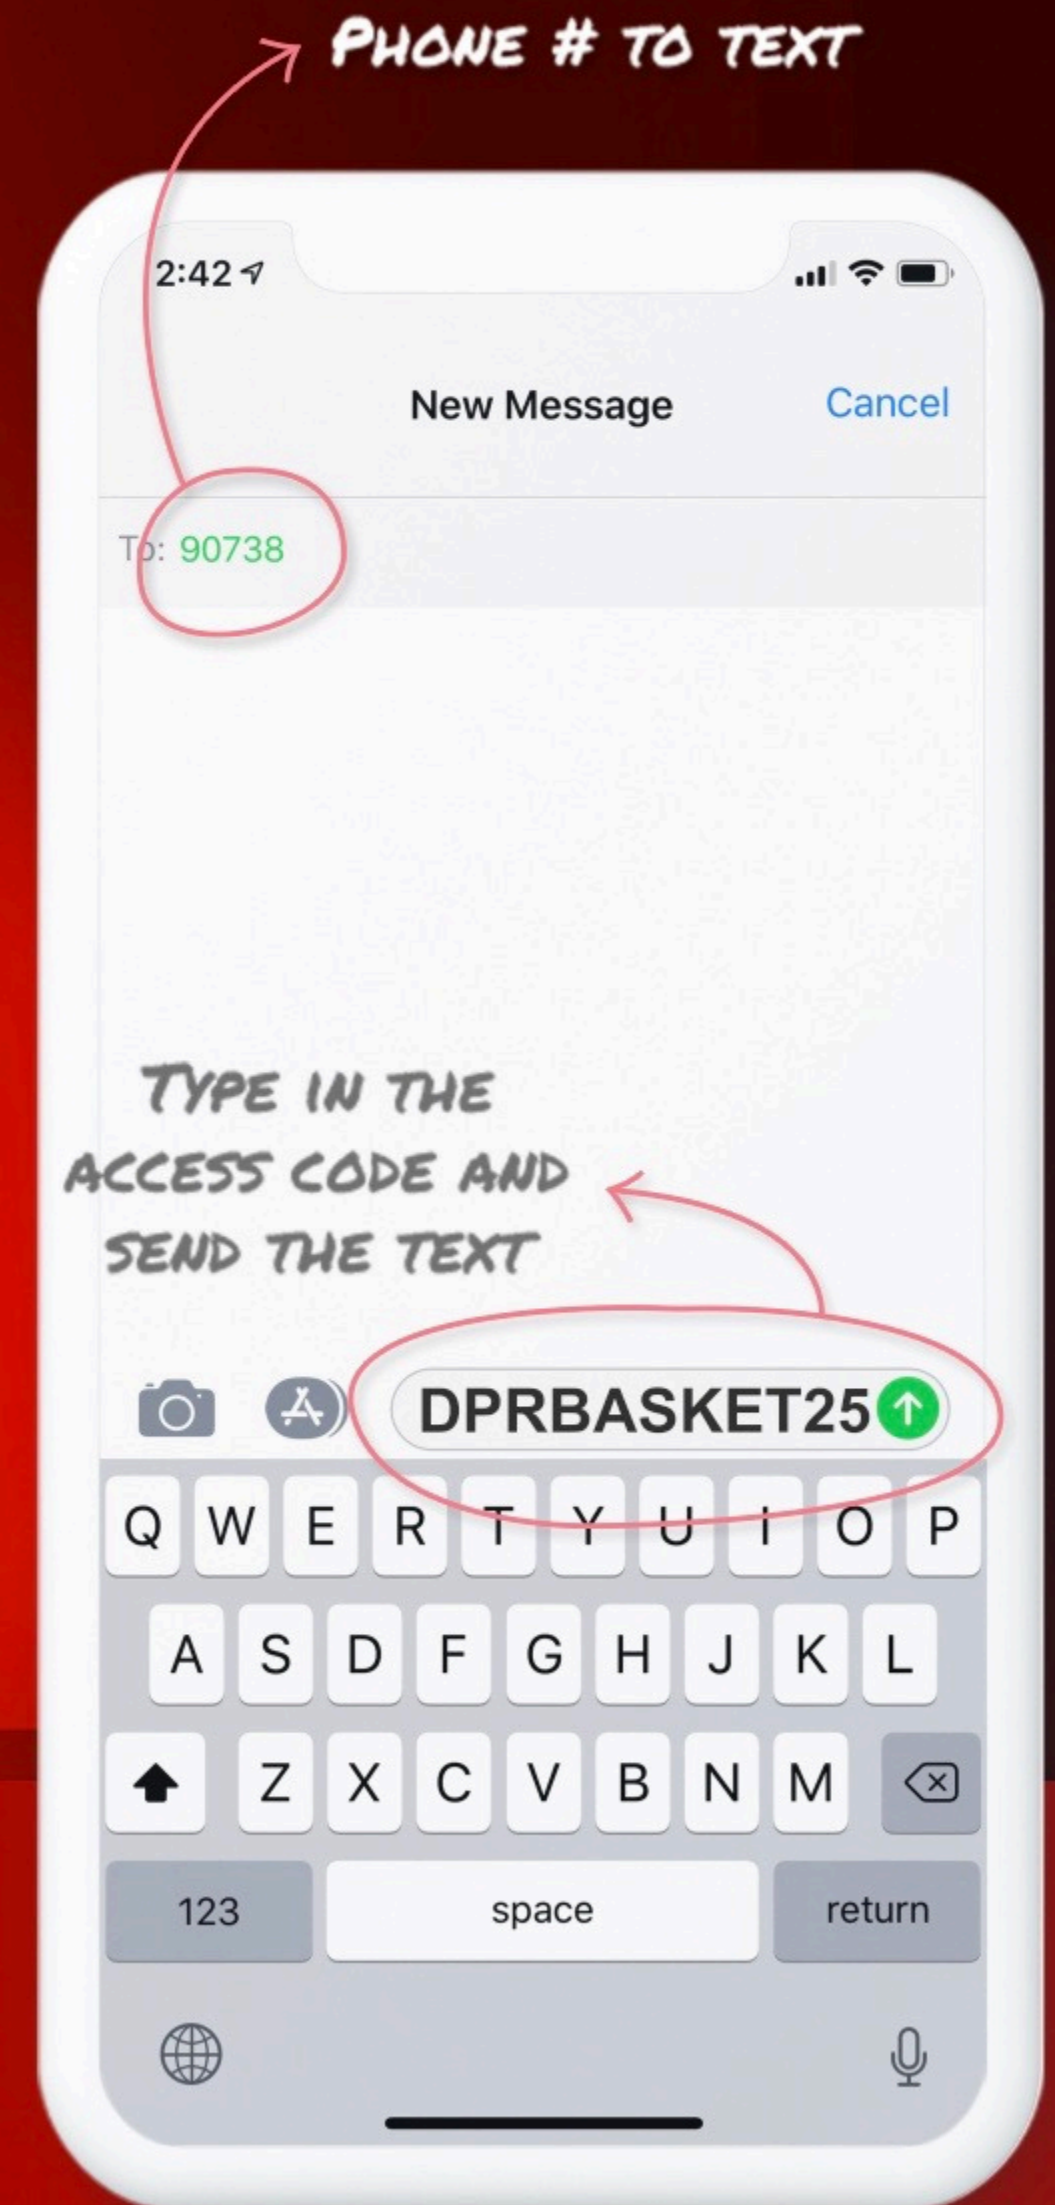 PHONE # TO TEXT
2:42
New Message Cancel
To: 90738
TYPE IN THE
ACCESS CODE AND
SEND THE TEXT
DPRBASKET25
Q W E R T Y U I O P
A S D F G H J K L
Z X C V B N M
123 space return